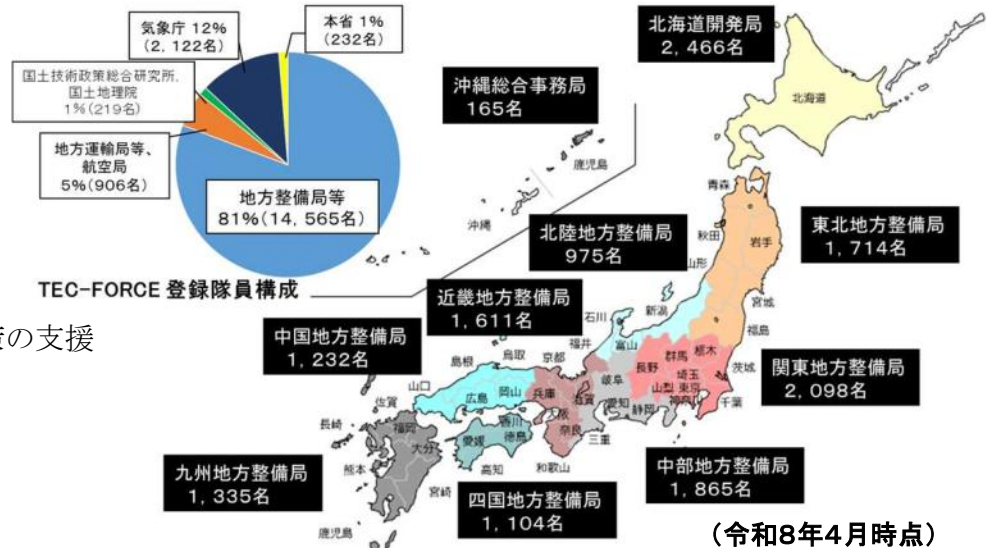 気象庁 12%
(2,122名)
本省 1%
(232名)
国土技術政策総合研究所、
国土地理院
1%(219名)
地方運輸局等、
航空局
5%(906名)
地方整備局等
81%(14,565名)
TEC-FORCE 登録隊員構成
の支援
北海道開発局
2,466名
沖縄総合事務局
165名
北陸地方整備局
975名
東北地方整備局
1,714名
近畿地方整備局
1,611名
中国地方整備局
1,232名
関東地方整備局
2,098名
九州地方整備局
1,335名
四国地方整備局
1,104名
中部地方整備局
1,865名
北海道
鹿児島
沖縄
青森
秋田
岩手
山形
宮城
福島
新潟
石川
富山
福井
栃木
群馬
茨城
長野
埼玉
山梨
東京
神奈川
千葉
岐阜
愛知
静岡
三重
滋賀
京都
兵庫
大阪
奈良
和歌山
鳥取
島根
岡山
広島
山口
香川
愛媛
徳島
高知
佐賀
福岡
長崎
大分
熊本
宮崎
鹿児島
(令和8年4月時点)